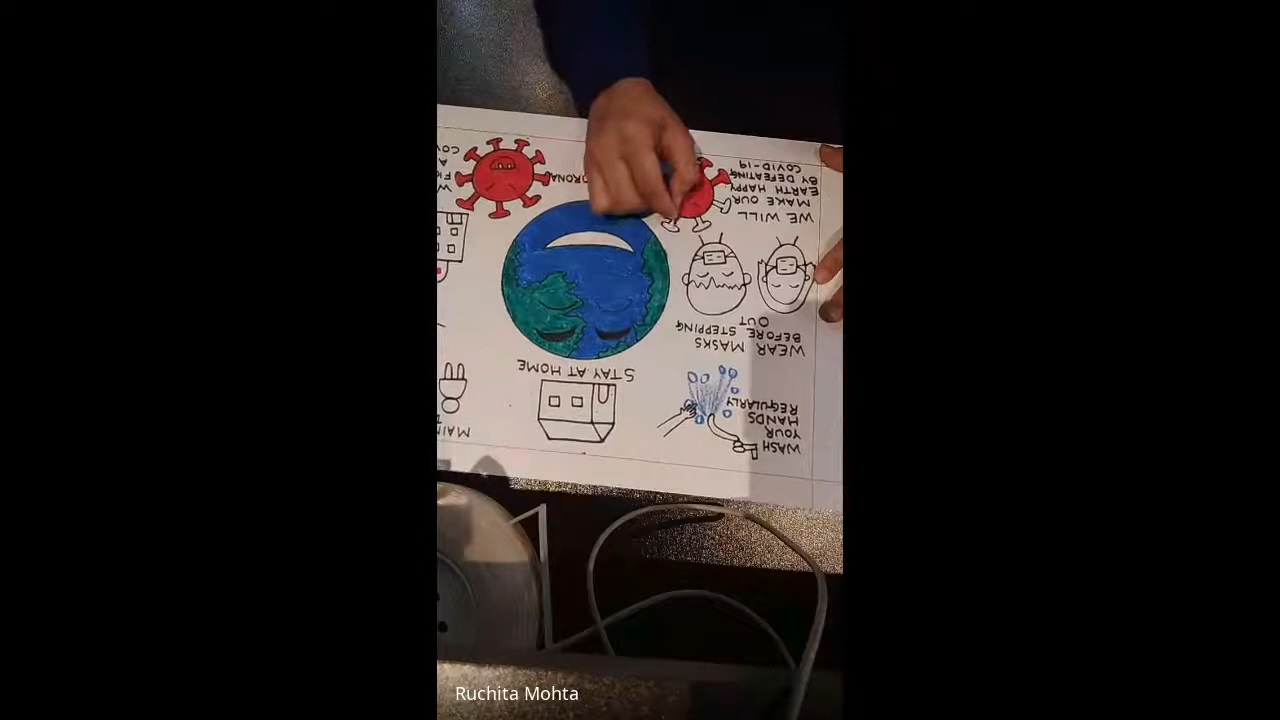 WASH
YOUR
HANDS
REGULARLY
STAY AT HOME
WEAR MASKS
BEFORE STEPPING
OUT
WE WILL
MAKE OUR
EARTH HAPPY
BY DEFEATING
COVID-19
Ruchita Mohta